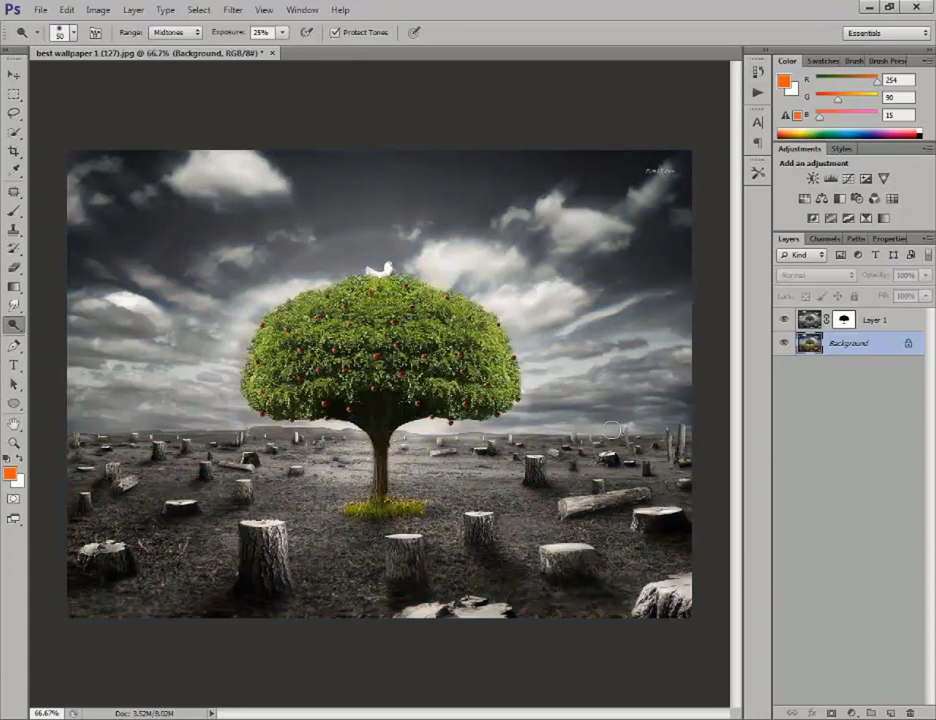 Ps File Edit Image Layer Type Select Filter View Window Help
50 Range: Midtones Exposure: 25% Protect Tones Essentials
best wallpaper 1 (127).jpg @ 66.7% (Background, RGB/8#) * ×
Color Swatches Brush Brush Prese
R 254
G 90
B 15
Adjustments Styles
Add an adjustment
Layers Channels Paths Properties
Kind
Normal Opacity: 100%
Lock: Fill: 100%
Layer 1
Background
66.67% Doc: 3.52M/8.02M